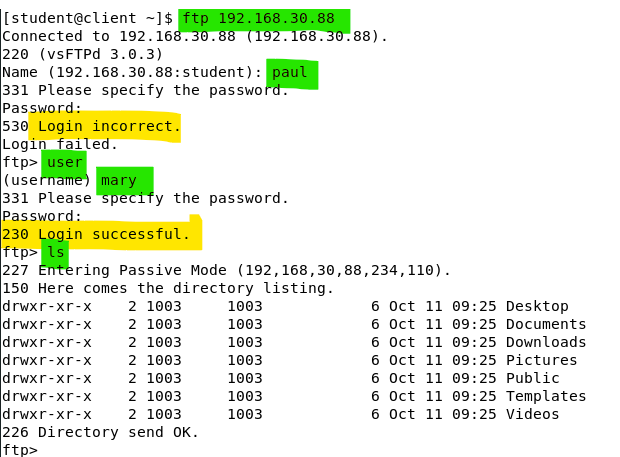 [student@client ~]$ ftp 192.168.30.88
Connected to 192.168.30.88 (192.168.30.88).
220 (vsFTPd 3.0.3)
Name (192.168.30.88:student): paul
331 Please specify the password.
Password:
530 Login incorrect.
Login failed.
ftp> user
(username) mary
331 Please specify the password.
Password:
230 Login successful.
ftp> ls
227 Entering Passive Mode (192,168,30,88,234,110).
150 Here comes the directory listing.
drwxr-xr-x    2 1003     1003            6 Oct 11 09:25 Desktop
drwxr-xr-x    2 1003     1003            6 Oct 11 09:25 Documents
drwxr-xr-x    2 1003     1003            6 Oct 11 09:25 Downloads
drwxr-xr-x    2 1003     1003            6 Oct 11 09:25 Pictures
drwxr-xr-x    2 1003     1003            6 Oct 11 09:25 Public
drwxr-xr-x    2 1003     1003            6 Oct 11 09:25 Templates
drwxr-xr-x    2 1003     1003            6 Oct 11 09:25 Videos
226 Directory send OK.
ftp>